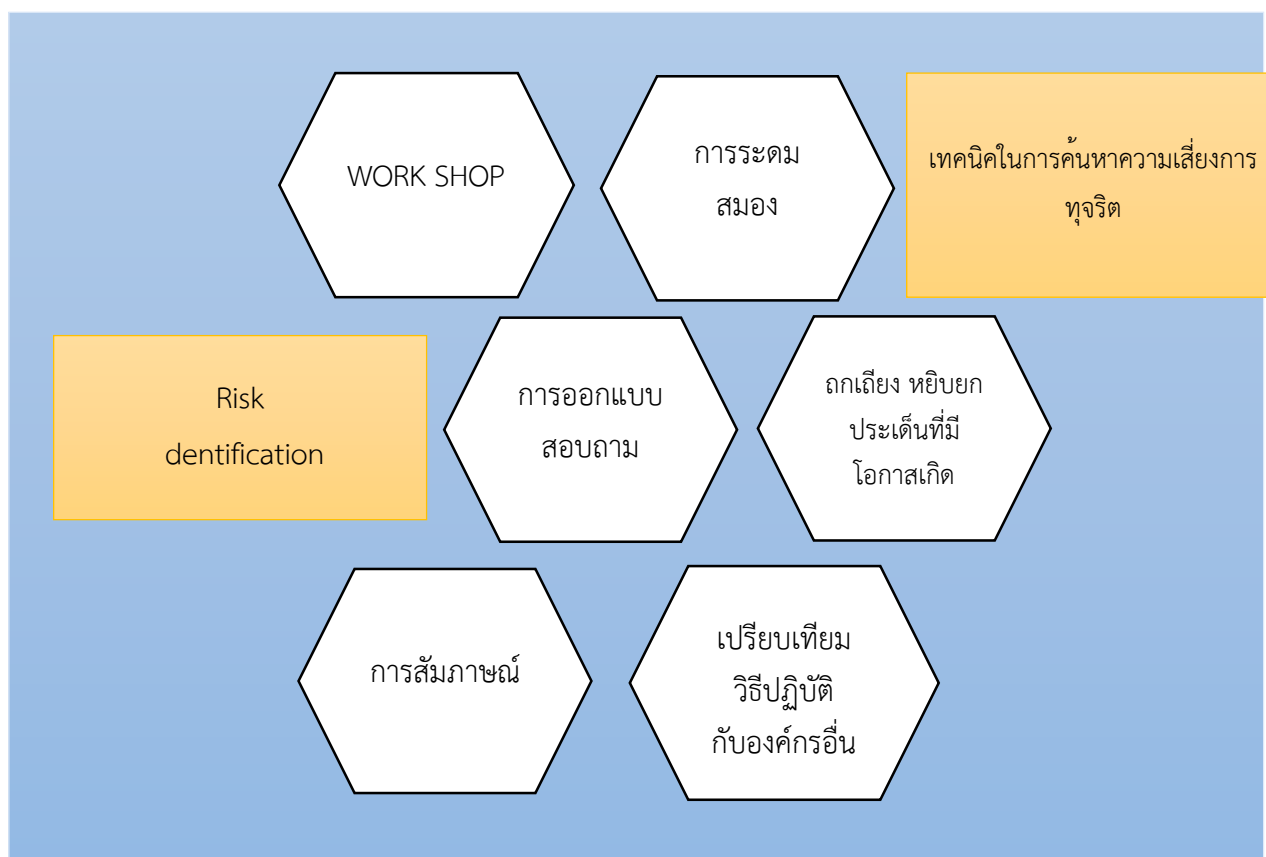 WORK SHOP
การระดม
สมอง
เทคนิคในการค้นหาความเสี่ยงการ
ทุจริต
Risk
dentification
การออกแบบ
สอบถาม
ถกเถียง หยิบยก
ประเด็นที่มี
โอกาสเกิด
การสัมภาษณ์
เปรียบเทียม
วิธีปฏิบัติ
กับองค์กรอื่น